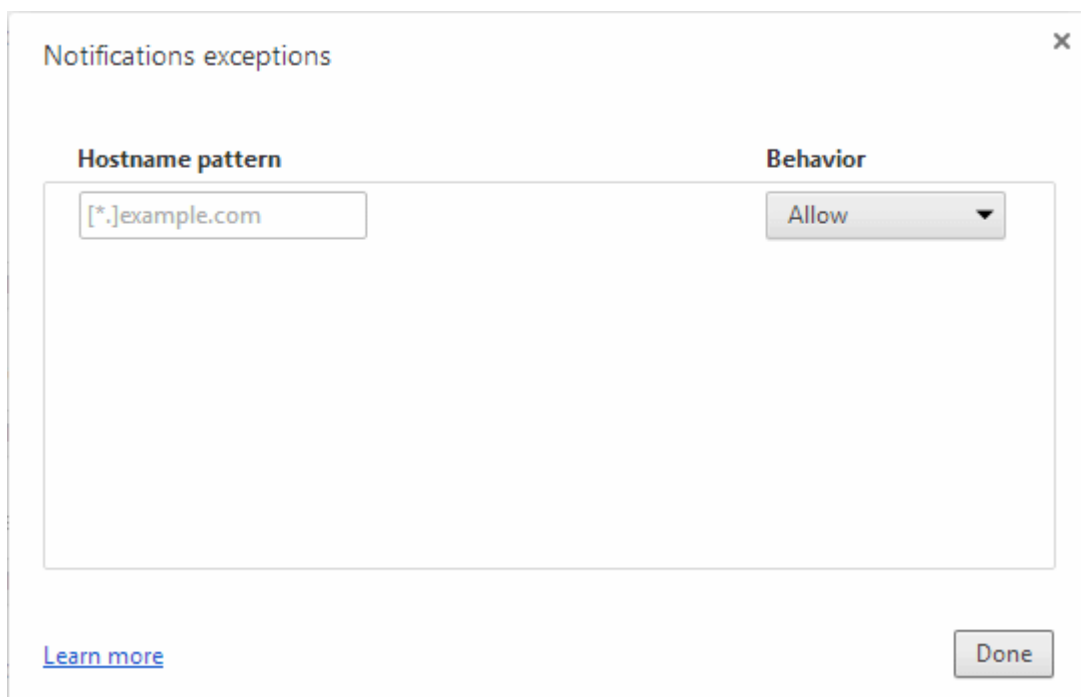 Notifications exceptions
Hostname pattern Behavior
[*.]example.com Allow
Learn more Done